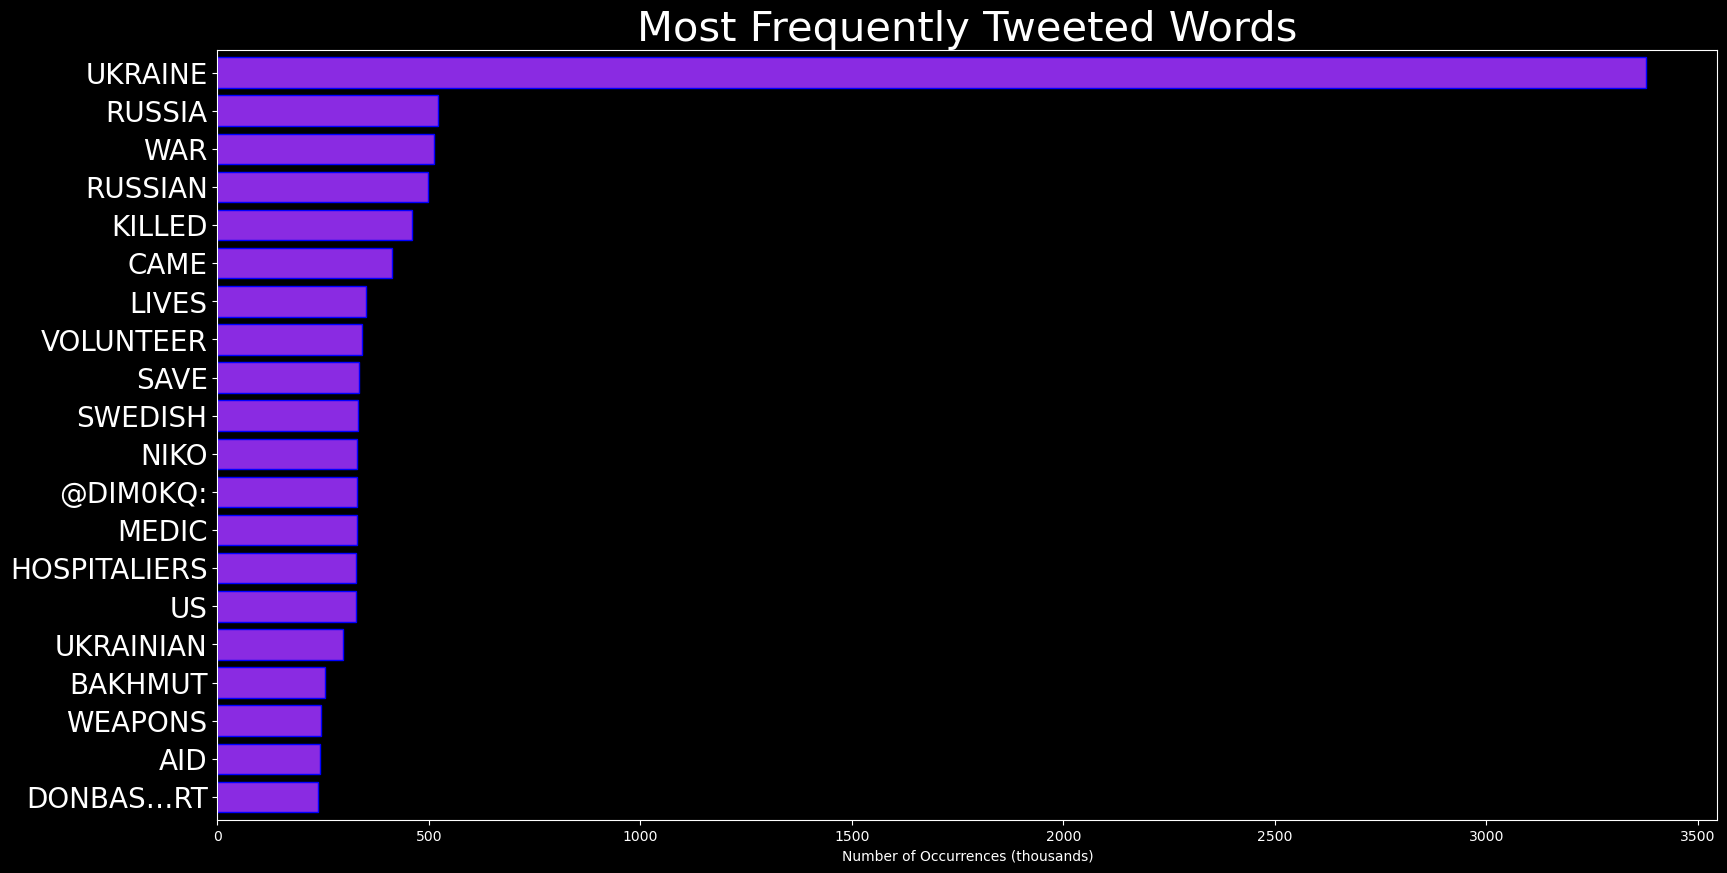 Most Frequently Tweeted Words
UKRAINE
RUSSIA
WAR
RUSSIAN
KILLED
CAME
LIVES
VOLUNTEER
SAVE
SWEDISH
NIKO
@DIM0KQ:
MEDIC
HOSPITALIERS
US
UKRAINIAN
BAKHMUT
WEAPONS
AID
DONBAS…RT
0 500 1000 1500 2000 2500 3000 3500
Number of Occurrences (thousands)